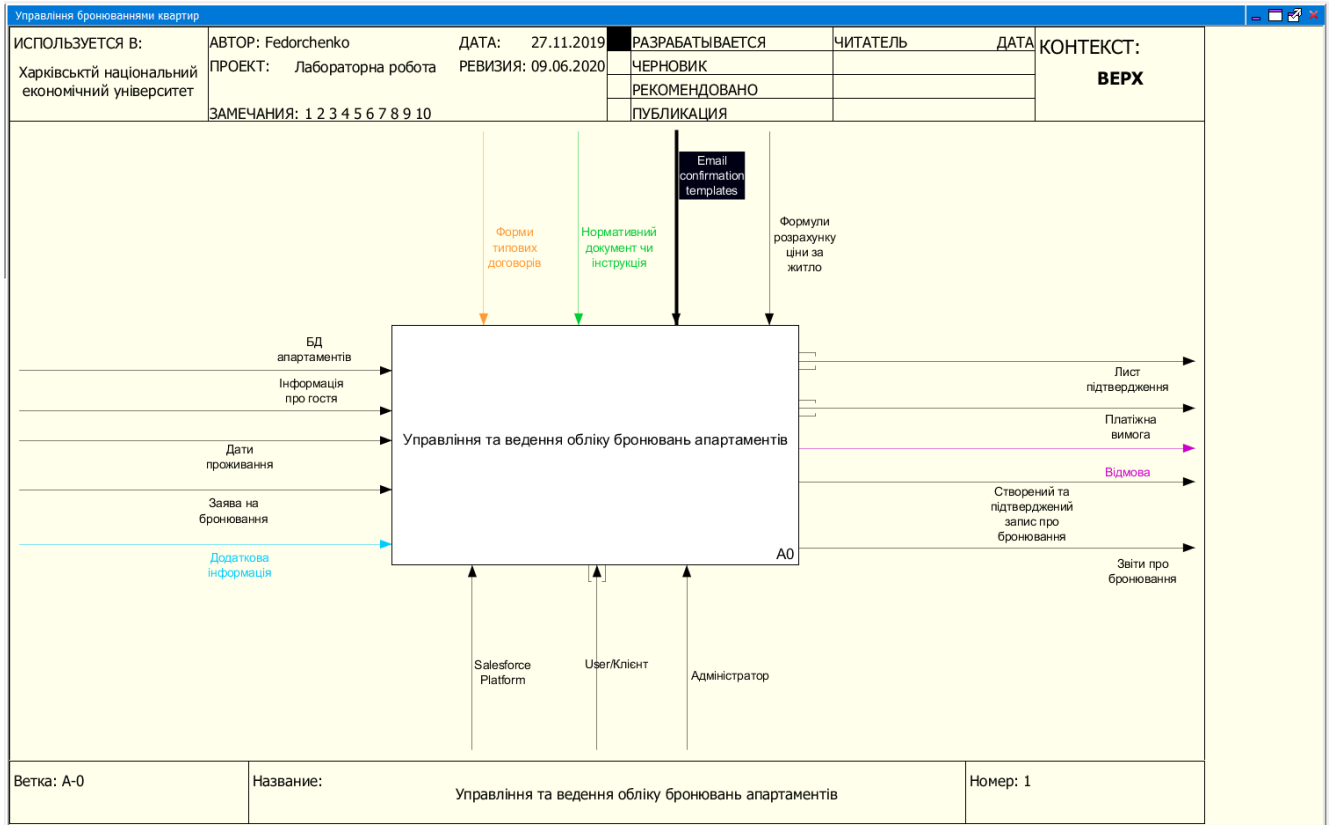 Управління бронюваннями квартир
ИСПОЛЬЗУЕТСЯ В:
Харківськтй національний
економічний університет
АВТОР: Fedorchenko
ДАТА: 27.11.2019
ПРОЕКТ: Лабораторна робота
РЕВИЗИЯ: 09.06.2020
ЗАМЕЧАНИЯ: 1 2 3 4 5 6 7 8 9 10
РАЗРАБАТЫВАЕТСЯ
ЧЕРНОВИК
РЕКОМЕНДОВАНО
ПУБЛИКАЦИЯ
ЧИТАТЕЛЬ
ДАТА
КОНТЕКСТ:
ВЕРХ
Форми
типових
договорів
Нормативний
документ чи
інструкція
Email
confirmation
templates
Формули
розрахунку
ціни за
житло
БД
апартаментів
Інформація
про гостя
Дати
проживання
Заява на
бронювання
Додаткова
інформація
Управління та ведення обліку бронювань апартаментів
A0
Лист
підтвердження
Платіжна
вимога
Відмова
Створений та
підтверджений
запис про
бронювання
Звіти про
бронювання
Salesforce
Platform
User/Клієнт
Адміністратор
Ветка: A-0
Название:
Управління та ведення обліку бронювань апартаментів
Номер: 1